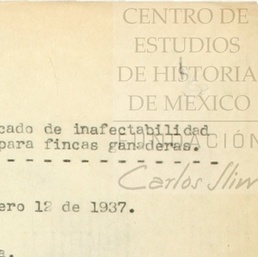 CENTRO DE
ESTUDIOS
DE HISTORIA
DE MEXICO
cado de inafectabilidad
FUNDACIÓN
para fincas ganaderas.
Carlos Slim
ero 12 de 1937.
a.